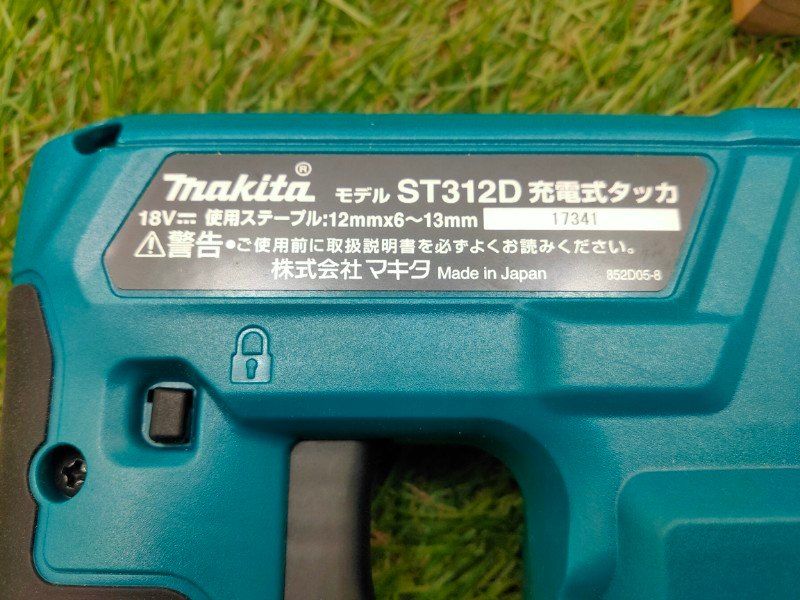 makita® モデル ST312D 充電式タッカ
18V⎓ 使用ステープル:12mmx6～13mm 17341
⚠警告●ご使用前に取扱説明書を必ずよくお読みください。
株式会社 マキタ Made in Japan 852D05-8